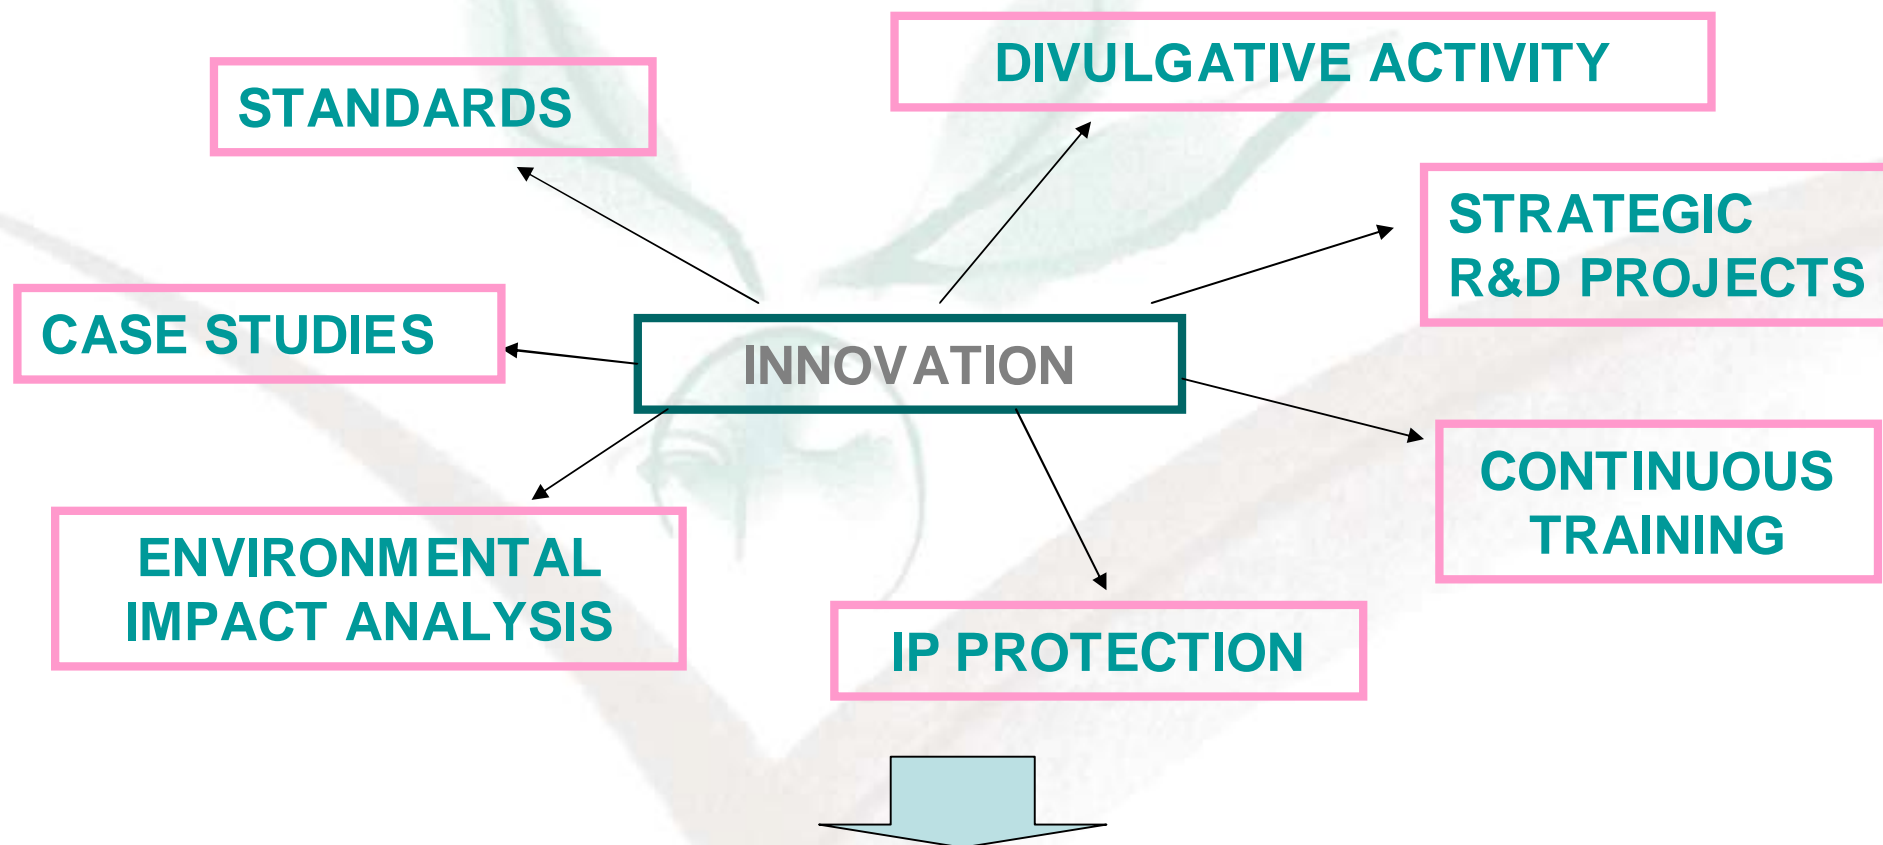 DIVULGATIVE ACTIVITY
STANDARDS
STRATEGIC
R&D PROJECTS
CASE STUDIES
INNOVATION
CONTINUOUS
TRAINING
ENVIRONMENTAL
IMPACT ANALYSIS
IP PROTECTION